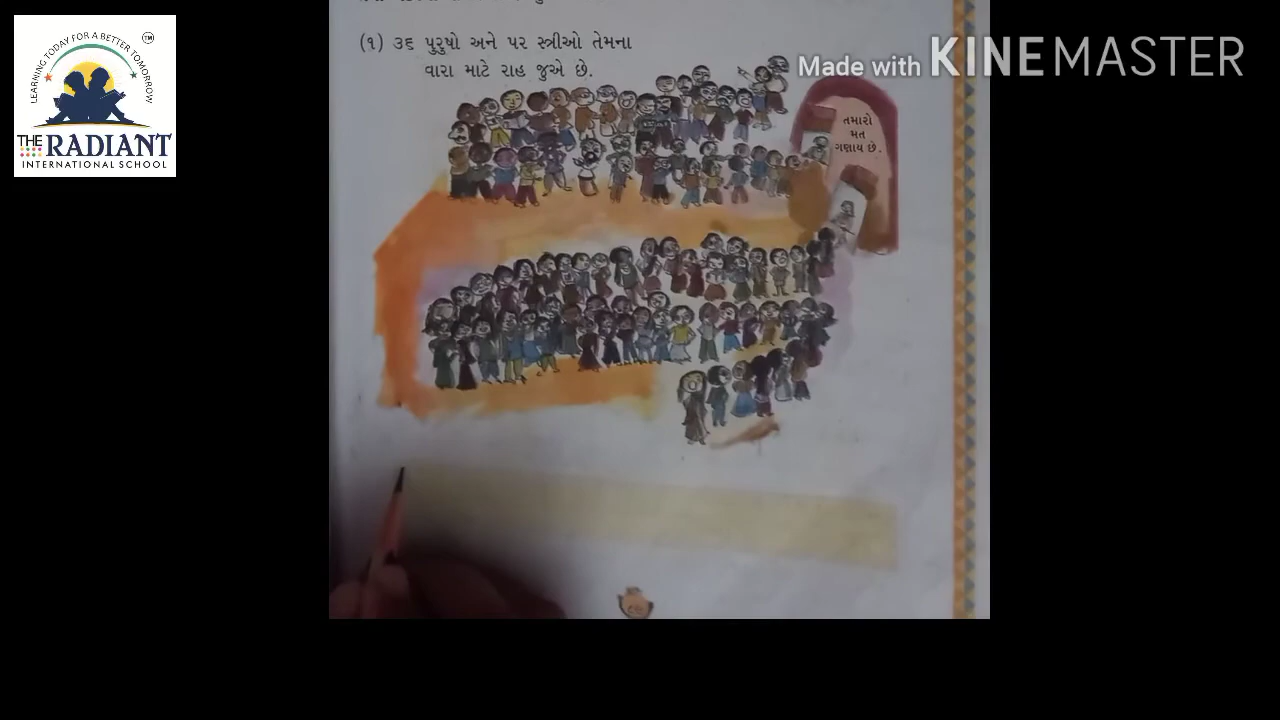 LEARNING TODAY FOR A BETTER TOMORROW
TM
THE RADIANT
INTERNATIONAL SCHOOL
Made with KINEMASTER
(૧) ૩૬ પુરુષો અને ૫૨ સ્ત્રીઓ તેમના
વારા માટે રાહ જુએ છે.
તમારો
મત
ગણાય છે.